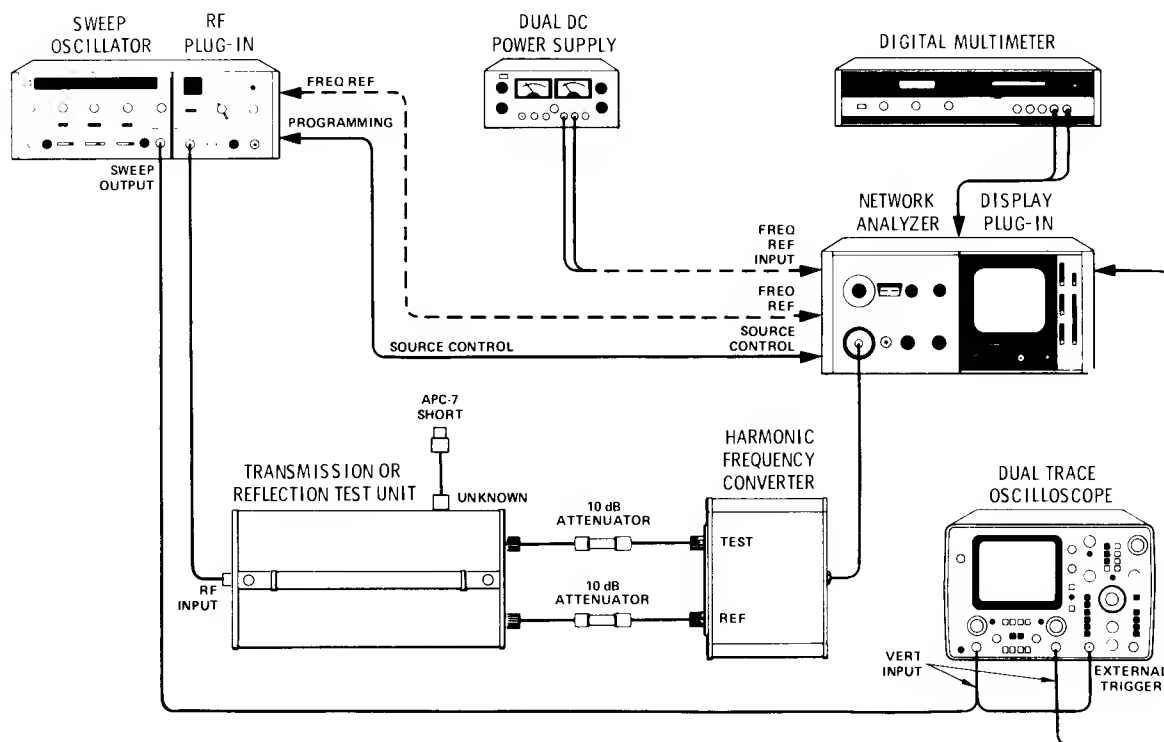 SWEEP
OSCILLATOR
RF
PLUG-IN
DUAL DC
POWER SUPPLY
DIGITAL MULTIMETER
FREQ REF
PROGRAMMING
SWEEP
OUTPUT
NETWORK
ANALYZER
DISPLAY
PLUG-IN
FREQ
REF
INPUT
FREQ
REF
SOURCE CONTROL
SOURCE
CONTROL
APC-7
SHORT
HARMONIC
FREQUENCY
CONVERTER
TRANSMISSION OR
REFLECTION TEST UNIT
UNKNOWN
10 dB
ATTENUATOR
TEST
DUAL TRACE
OSCILLOSCOPE
RF
INPUT
10 dB
ATTENUATOR
REF
VERT
INPUT
EXTERNAL
TRIGGER